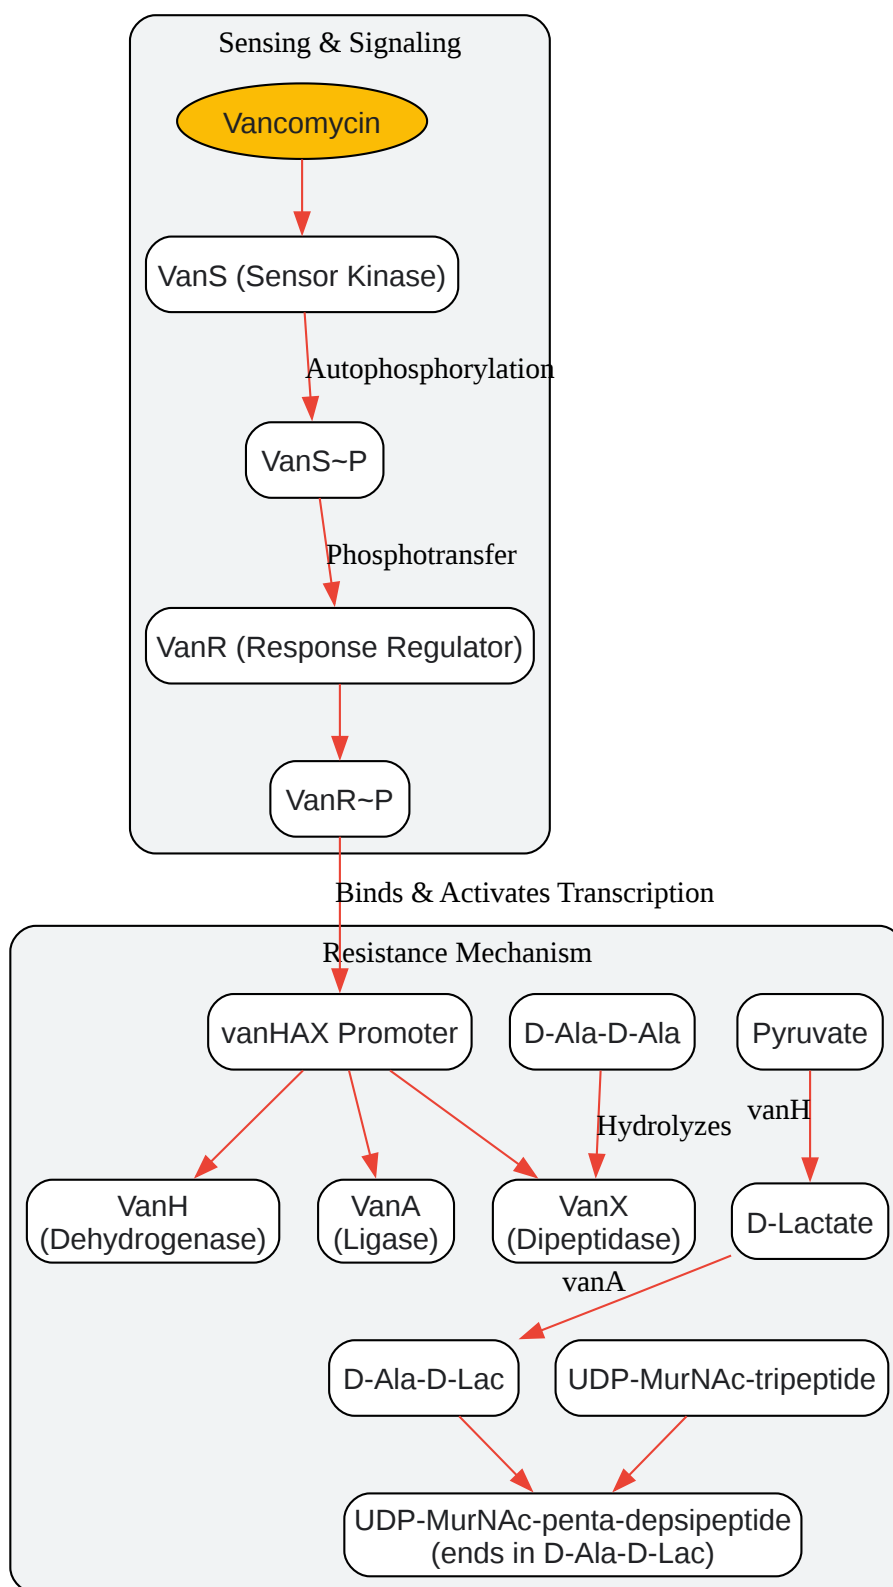 Sensing & Signaling
Vancomycin
VanS (Sensor Kinase)
Autophosphorylation
VanS~P
Phosphotransfer
VanR (Response Regulator)
VanR~P
Binds & Activates Transcription
Resistance Mechanism
vanHAX Promoter
D-Ala-D-Ala
Pyruvate
Hydrolyzes
vanH
VanH
(Dehydrogenase)
VanA
(Ligase)
VanX
(Dipeptidase)
D-Lactate
vanA
D-Ala-D-Lac
UDP-MurNAc-tripeptide
UDP-MurNAc-penta-depsipeptide
(ends in D-Ala-D-Lac)